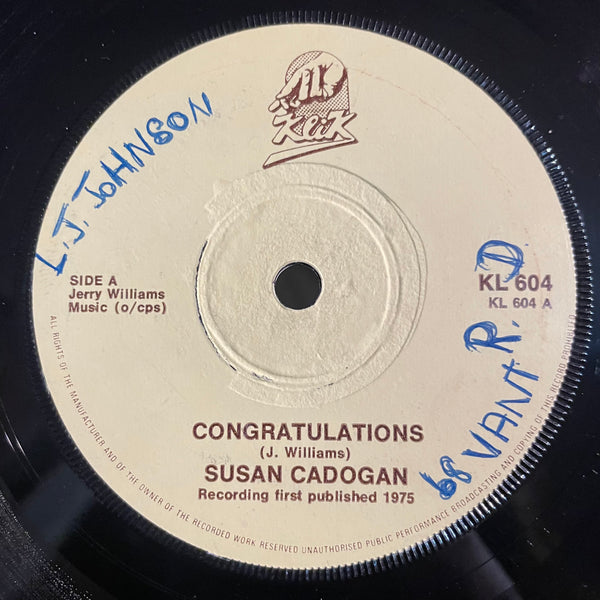 KliK
L.J. JOHNSON
SIDE A
Jerry Williams
Music (o/cps)
KL 604
KL 604 A
68 VANT R.D.
CONGRATULATIONS
(J. Williams)
SUSAN CADOGAN
Recording first published 1975
ALL RIGHTS OF THE MANUFACTURER AND OF THE OWNER OF THE RECORDED WORK RESERVED UNAUTHORISED PUBLIC PERFORMANCE BROADCASTING AND COPYING OF THIS RECORD PROHIBITED